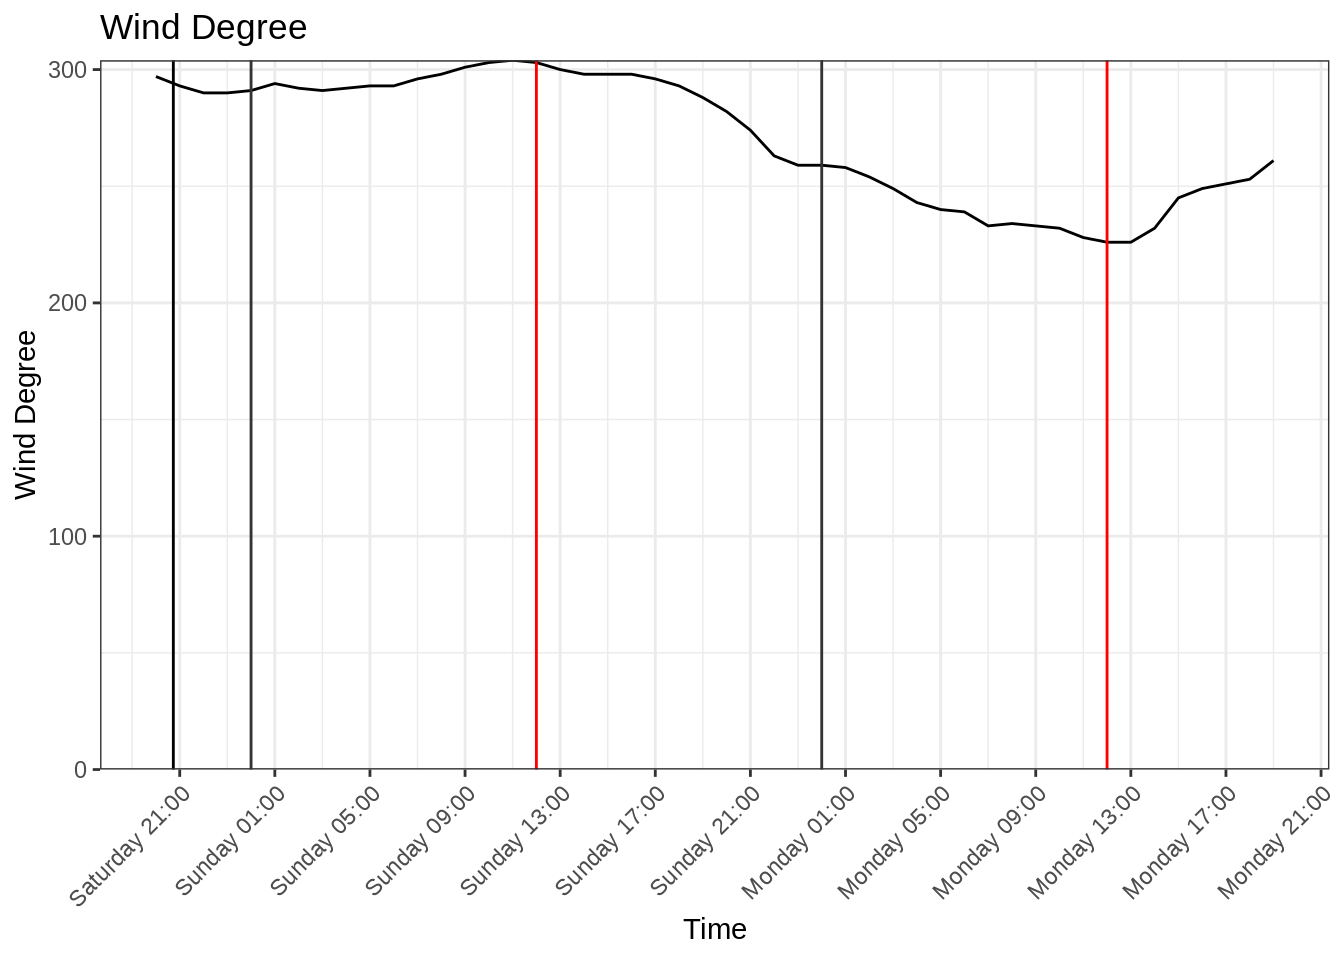 Wind Degree
Wind Degree
300
200
100
0
Saturday 21:00
Sunday 01:00
Sunday 05:00
Sunday 09:00
Sunday 13:00
Sunday 17:00
Sunday 21:00
Monday 01:00
Monday 05:00
Monday 09:00
Monday 13:00
Monday 17:00
Monday 21:00
Time